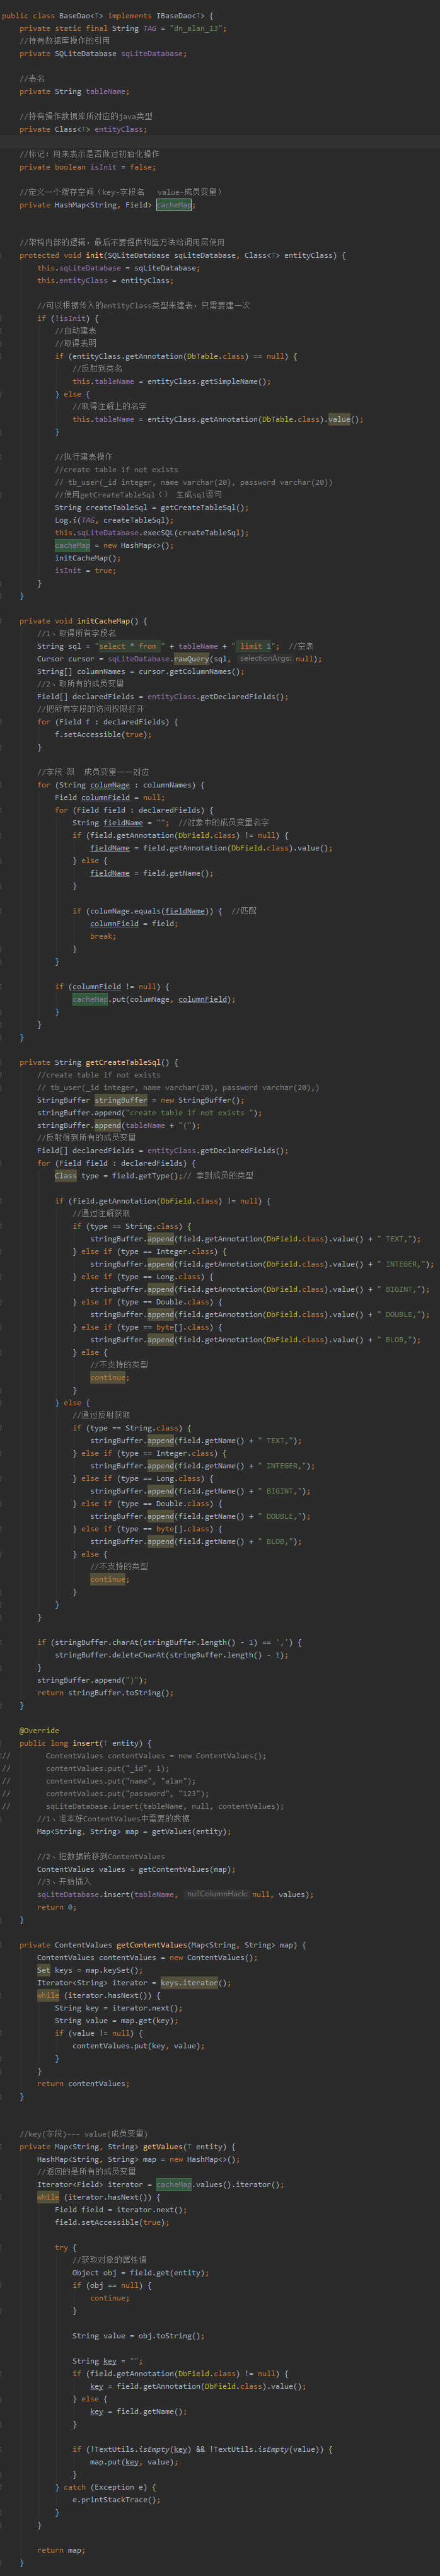 public class BaseDao<T> implements IBaseDao<T> {
private static final String TAG = "dn_alan_13";
//持有数据库操作的引用
private SQLiteDatabase sqLiteDatabase;
//表名
private String tableName;
//持有操作数据库所对应的java类型
private Class<T> entityClass;
//标记: 用来表示是否做过初始化操作
private boolean isInit = false;
//定义一个缓存空间（key-字段名   value-成员变量）
private HashMap<String, Field> cacheMap;
//架构内部的逻辑，最后不要提供构造方法给调用层使用
protected void init(SQLiteDatabase sqLiteDatabase, Class<T> entityClass) {
this.sqLiteDatabase = sqLiteDatabase;
this.entityClass = entityClass;
//可以根据传入的entityClass类型来建表，只需要建一次
if (!isInit) {
//自动建表
//取得表明
if (entityClass.getAnnotation(DbTable.class) == null) {
//反射到类名
this.tableName = entityClass.getSimpleName();
} else {
//取得注解上的名字
this.tableName = entityClass.getAnnotation(DbTable.class).value();
}
//执行建表操作
//create table if not exists
// tb_user(_id integer, name varchar(20), password varchar(20))
//使用getCreateTableSql（） 生成sql语句
String createTableSql = getCreateTableSql();
Log.i(TAG, createTableSql);
this.sqLiteDatabase.execSQL(createTableSql);
cacheMap = new HashMap<>();
initCacheMap();
isInit = true;
}
}
private void initCacheMap() {
//1、取得所有字段名
String sql = "select * from " + tableName + " limit 1";  //空表
Cursor cursor = sqLiteDatabase.rawQuery(sql, selectionArgs: null);
String[] columnNames = cursor.getColumnNames();
//2、取所有的成员变量
Field[] declaredFields = entityClass.getDeclaredFields();
//把所有字段的访问权限打开
for (Field f : declaredFields) {
f.setAccessible(true);
}
//字段 跟  成员变量一一对应
for (String columNage : columnNames) {
Field columnField = null;
for (Field field : declaredFields) {
String fieldName = "";  //对象中的成员变量名字
if (field.getAnnotation(DbField.class) != null) {
fieldName = field.getAnnotation(DbField.class).value();
} else {
fieldName = field.getName();
}
if (columNage.equals(fieldName)) {  //匹配
columnField = field;
break;
}
}
if (columnField != null) {
cacheMap.put(columNage, columnField);
}
}
}
private String getCreateTableSql() {
//create table if not exists
// tb_user(_id integer, name varchar(20), password varchar(20),)
StringBuffer stringBuffer = new StringBuffer();
stringBuffer.append("create table if not exists ");
stringBuffer.append(tableName + "(");
//反射得到所有的成员变量
Field[] declaredFields = entityClass.getDeclaredFields();
for (Field field : declaredFields) {
Class type = field.getType();// 拿到成员的类型
if (field.getAnnotation(DbField.class) != null) {
//通过注解获取
if (type == String.class) {
stringBuffer.append(field.getAnnotation(DbField.class).value() + " TEXT,");
} else if (type == Integer.class) {
stringBuffer.append(field.getAnnotation(DbField.class).value() + " INTEGER,");
} else if (type == Long.class) {
stringBuffer.append(field.getAnnotation(DbField.class).value() + " BIGINT,");
} else if (type == Double.class) {
stringBuffer.append(field.getAnnotation(DbField.class).value() + " DOUBLE,");
} else if (type == byte[].class) {
stringBuffer.append(field.getAnnotation(DbField.class).value() + " BLOB,");
} else {
//不支持的类型
continue;
}
} else {
//通过反射获取
if (type == String.class) {
stringBuffer.append(field.getName() + " TEXT,");
} else if (type == Integer.class) {
stringBuffer.append(field.getName() + " INTEGER,");
} else if (type == Long.class) {
stringBuffer.append(field.getName() + " BIGINT,");
} else if (type == Double.class) {
stringBuffer.append(field.getName() + " DOUBLE,");
} else if (type == byte[].class) {
stringBuffer.append(field.getName() + " BLOB,");
} else {
//不支持的类型
continue;
}
}
}
if (stringBuffer.charAt(stringBuffer.length() - 1) == ',') {
stringBuffer.deleteCharAt(stringBuffer.length() - 1);
}
stringBuffer.append(")");
return stringBuffer.toString();
}
@Override
public long insert(T entity) {
//        ContentValues contentValues = new ContentValues();
//        contentValues.put("_id", 1);
//        contentValues.put("name", "alan");
//        contentValues.put("password", "123");
//        sqLiteDatabase.insert(tableName, null, contentValues);
//1、准本好ContentValues中需要的数据
Map<String, String> map = getValues(entity);
//2、把数据转移到ContentValues
ContentValues values = getContentValues(map);
//3、开始插入
sqLiteDatabase.insert(tableName, nullColumnHack: null, values);
return 0;
}
private ContentValues getContentValues(Map<String, String> map) {
ContentValues contentValues = new ContentValues();
Set keys = map.keySet();
Iterator<String> iterator = keys.iterator();
while (iterator.hasNext()) {
String key = iterator.next();
String value = map.get(key);
if (value != null) {
contentValues.put(key, value);
}
}
return contentValues;
}
//key(字段)--- value(成员变量)
private Map<String, String> getValues(T entity) {
HashMap<String, String> map = new HashMap<>();
//返回的是所有的成员变量
Iterator<Field> iterator = cacheMap.values().iterator();
while (iterator.hasNext()) {
Field field = iterator.next();
field.setAccessible(true);
try {
//获取对象的属性值
Object obj = field.get(entity);
if (obj == null) {
continue;
}
String value = obj.toString();
String key = "";
if (field.getAnnotation(DbField.class) != null) {
key = field.getAnnotation(DbField.class).value();
} else {
key = field.getName();
}
if (!TextUtils.isEmpty(key) && !TextUtils.isEmpty(value)) {
map.put(key, value);
}
} catch (Exception e) {
e.printStackTrace();
}
}
return map;
}